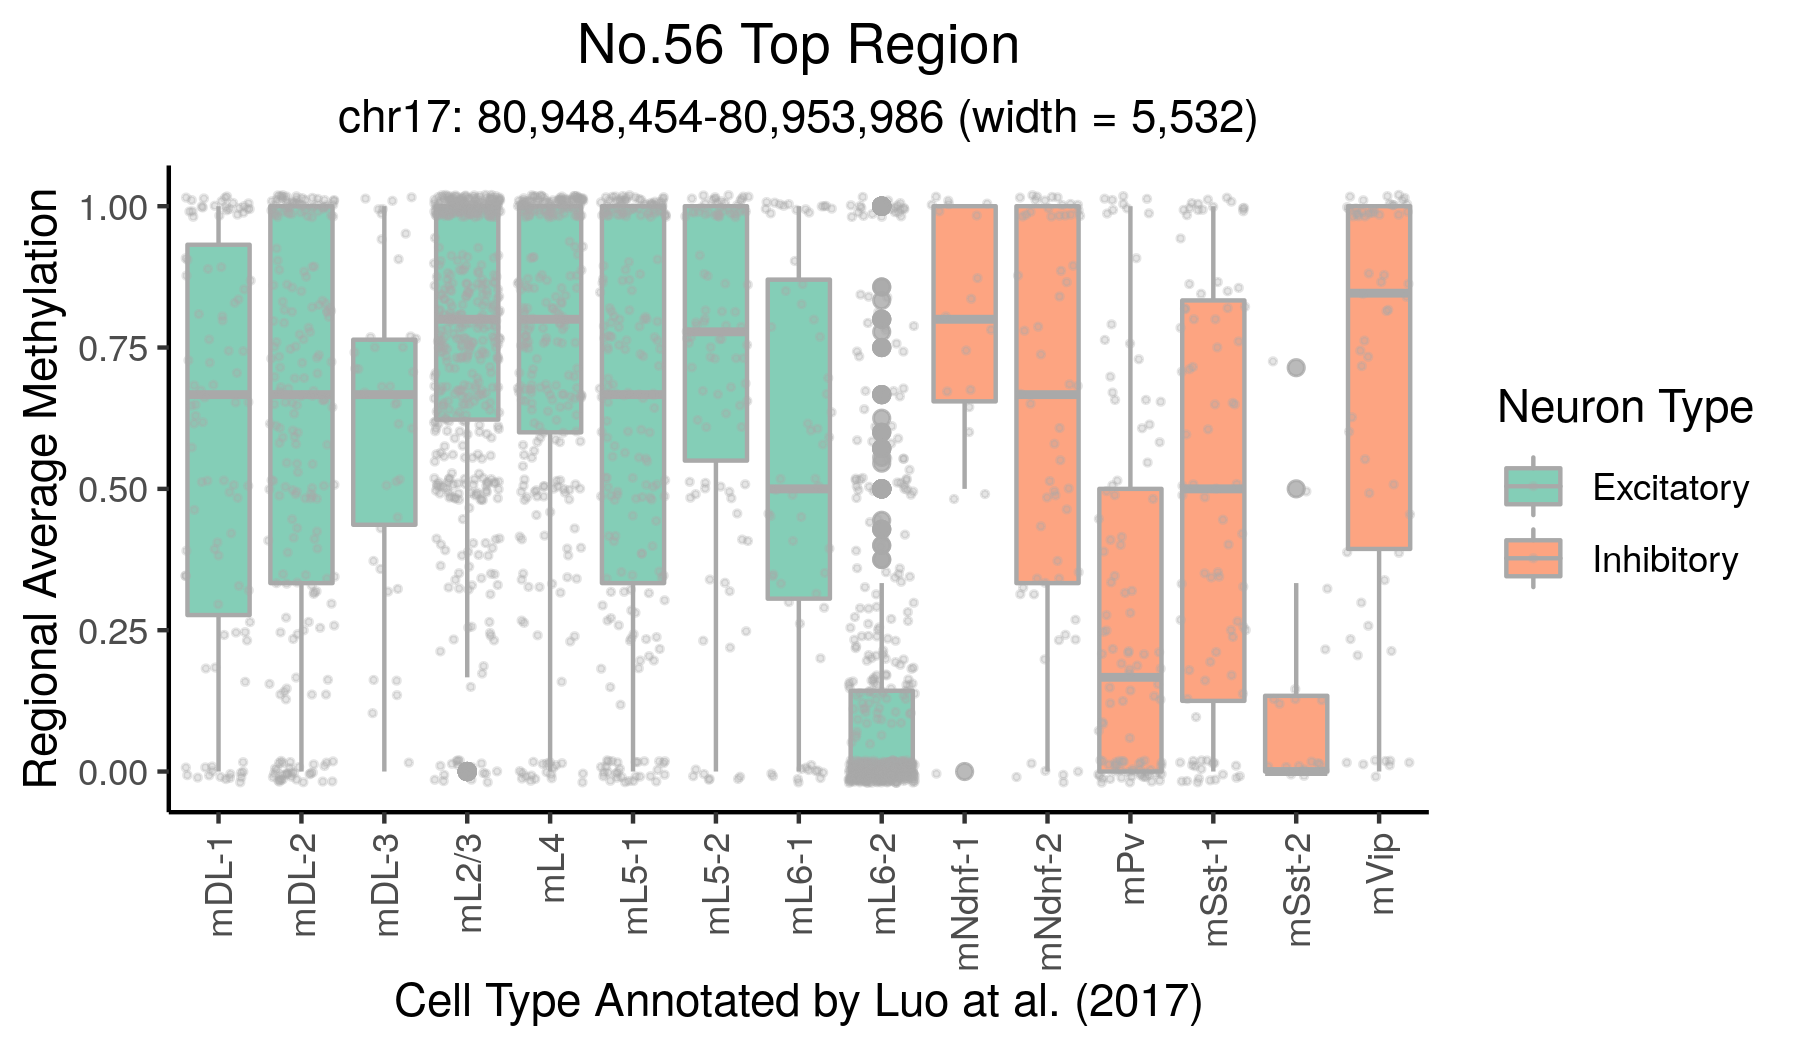 No.56 Top Region
chr17: 80,948,454-80,953,986 (width = 5,532)
Regional Average Methylation
1.00
0.75
0.50
0.25
0.00
mDL-1
mDL-2
mDL-3
mL2/3
mL4
mL5-1
mL5-2
mL6-1
mL6-2
mNdnf-1
mNdnf-2
mPv
mSst-1
mSst-2
mVip
Cell Type Annotated by Luo at al. (2017)
Neuron Type
Excitatory
Inhibitory